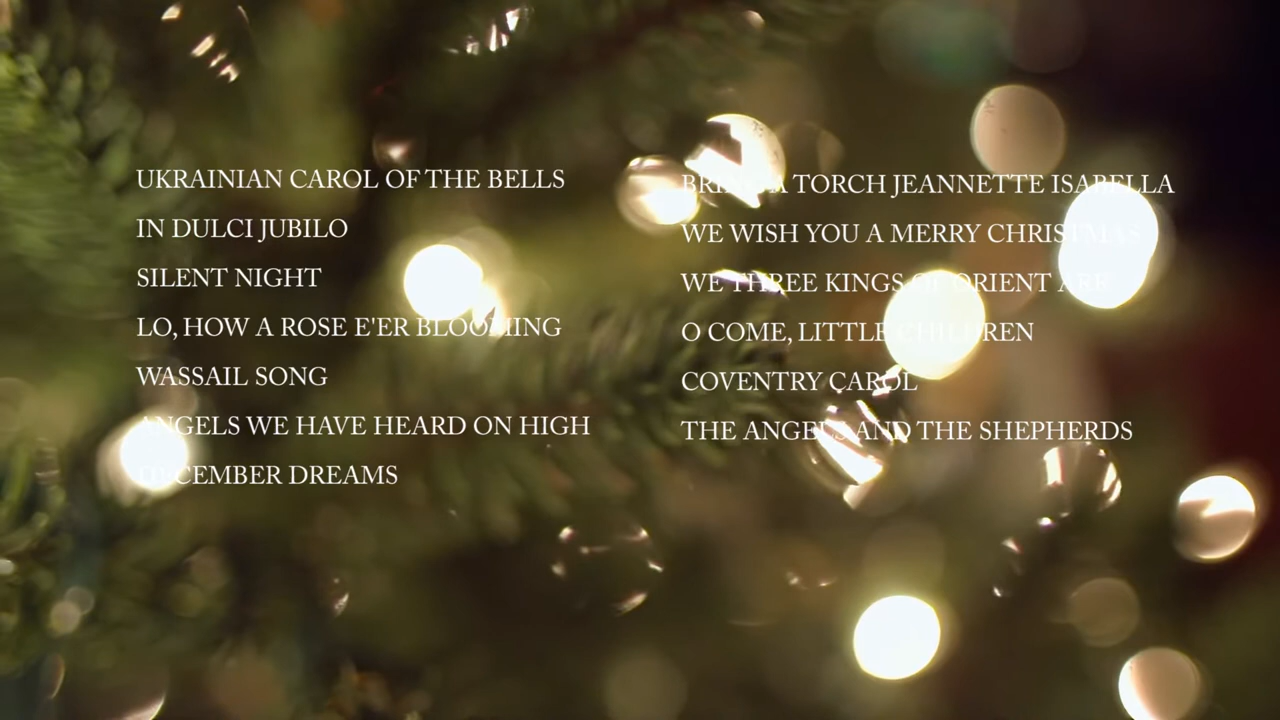 UKRAINIAN CAROL OF THE BELLS
IN DULCI JUBILO
SILENT NIGHT
LO, HOW A ROSE E'ER BLOOMING
WASSAIL SONG
ANGELS WE HAVE HEARD ON HIGH
DECEMBER DREAMS
BRING A TORCH JEANNETTE ISABELLA
WE WISH YOU A MERRY CHRISTMAS
WE THREE KINGS OF ORIENT ARE
O COME, LITTLE CHILDREN
COVENTRY CAROL
THE ANGELS AND THE SHEPHERDS